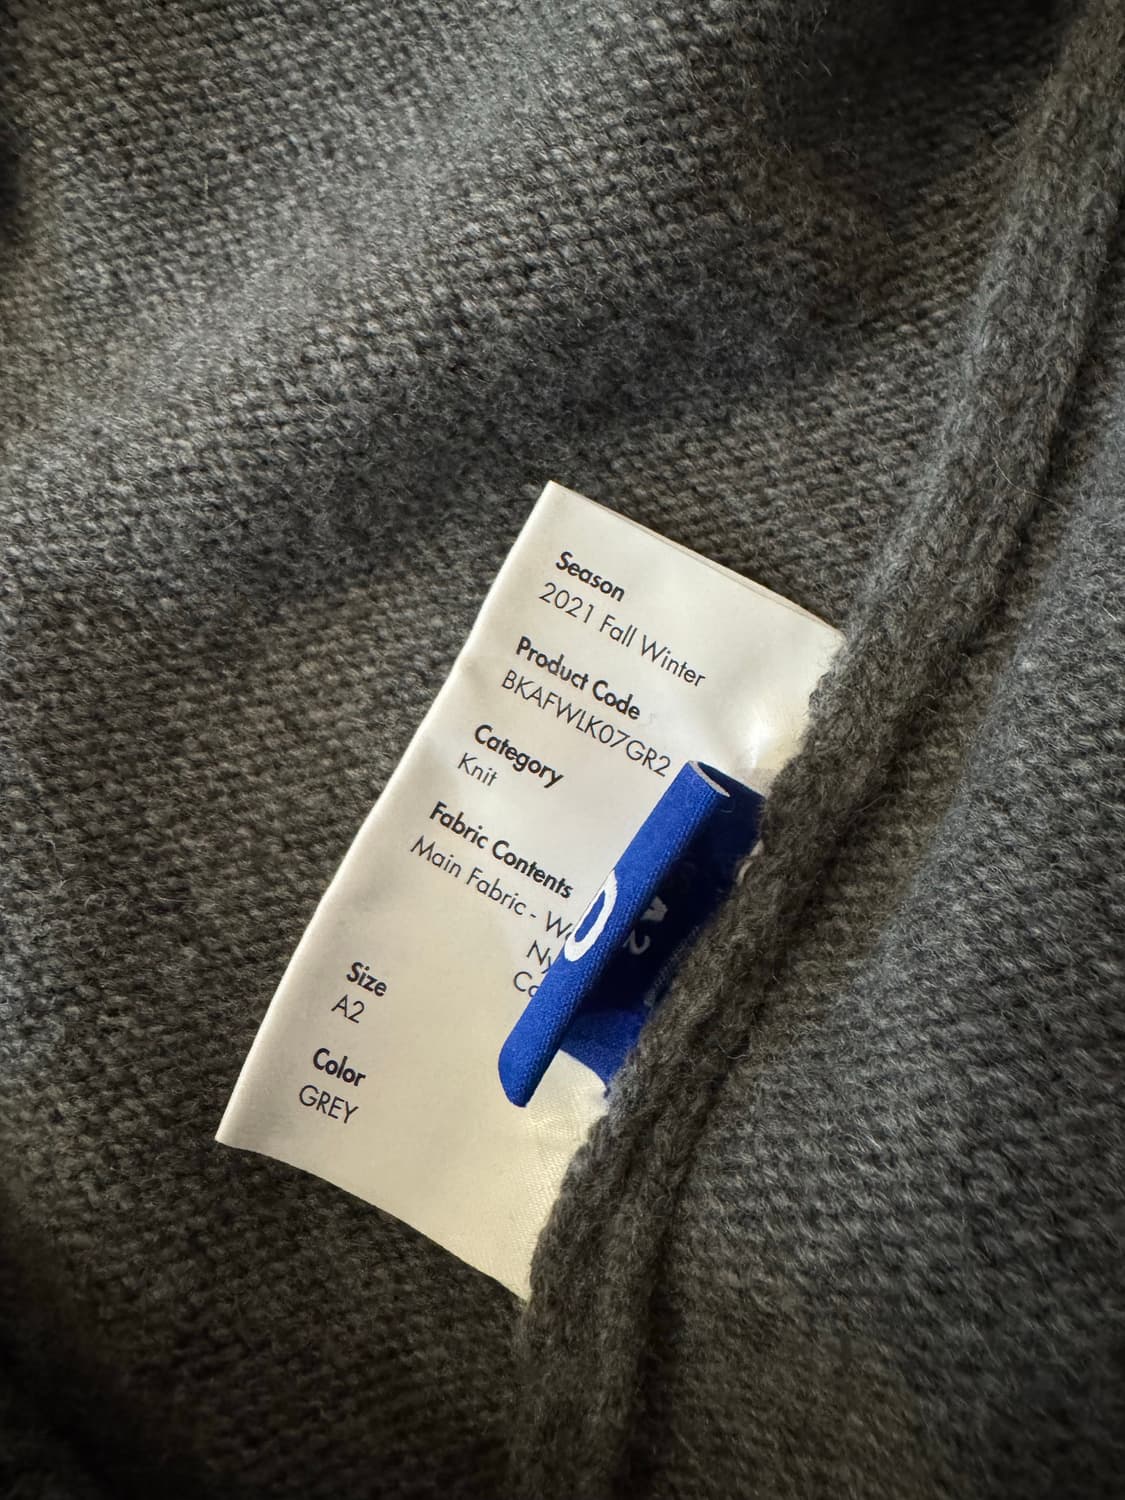 Season
2021 Fall Winter
Product Code
BKAFWLK07GR2
Category
Knit
Fabric Contents
Main Fabric -
Size
A2
Color
GREY